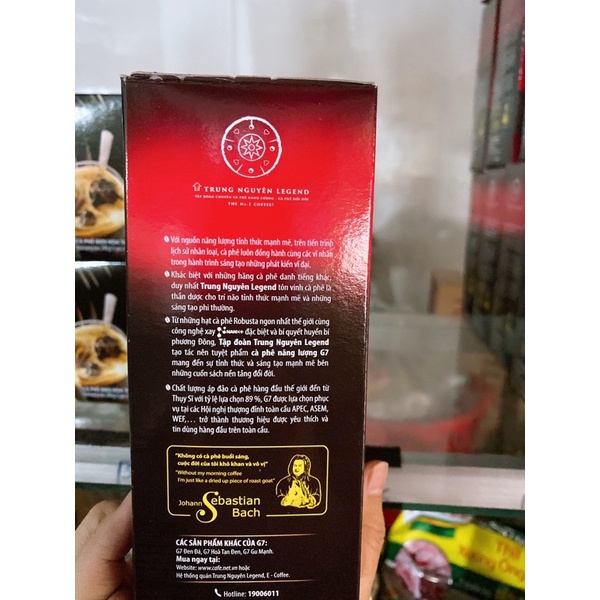 TRUNG NGUYÊN LEGEND
TẬP ĐOÀN CHUYÊN CÀ PHÊ NĂNG LƯỢNG - CÀ PHÊ ĐỔI ĐỜI
THE No.1 COFFEE!
Với nguồn năng lượng tỉnh thức mạnh mẽ, trên tiến trình
lịch sử nhân loại, cà phê luôn đồng hành cùng các vĩ nhân
trong hành trình sáng tạo những phát kiến vĩ đại.
Khác biệt với những hãng cà phê danh tiếng khác,
duy nhất Trung Nguyên Legend tôn vinh cà phê là
thần dược cho trí não tỉnh thức mạnh mẽ và những
sáng tạo phi thường.
Từ những hạt cà phê Robusta ngon nhất thế giới cùng
công nghệ xay NANO đặc biệt và bí quyết huyền bí
phương Đông, Tập đoàn Trung Nguyên Legend
tạo tác nên tuyệt phẩm cà phê năng lượng G7
mang đến sự tỉnh thức và sáng tạo mạnh mẽ bên
những cuốn sách nền tảng đổi đời.
Chất lượng áp đảo cà phê hàng đầu thế giới đến từ
Thụy Sĩ với tỷ lệ lựa chọn 89 %, G7 được lựa chọn phục
vụ tại các Hội nghị thượng đỉnh toàn cầu APEC, ASEM,
WEF,... trở thành thương hiệu được yêu thích và
tin dùng hàng đầu trên toàn cầu.
"Không có cà phê buổi sáng,
cuộc đời của tôi khô khan và vô vị"
"Without my morning coffee
I'm just like a dried up piece of roast goat"
Johann Sebastian
Bach
CÁC SẢN PHẨM KHÁC CỦA G7:
G7 Đen Đá, G7 Hoà Tan Đen, G7 Gu Mạnh.
Mua ngay tại:
Website: www.cafe.net.vn hoặc
Hệ thống quán Trung Nguyên Legend, E - Coffee.
Hotline: 19006011